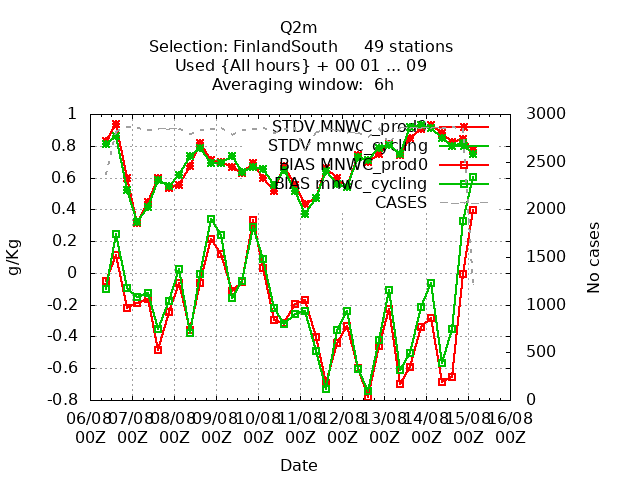 Q2m
Selection: FinlandSouth 49 stations
Used {All hours} + 00 01 ... 09
Averaging window: 6h
1
0.8
0.6
0.4
0.2
0
-0.2
-0.4
-0.6
-0.8
g/Kg
3000
2500
2000
1500
1000
500
0
No cases
STDV MNWC_prod0
STDV mnwc_cycling
BIAS MNWC_prod0
BIAS mnwc_cycling
CASES
06/08 07/08 08/08 09/08 10/08 11/08 12/08 13/08 14/08 15/08 16/08
00Z 00Z 00Z 00Z 00Z 00Z 00Z 00Z 00Z 00Z 00Z
Date